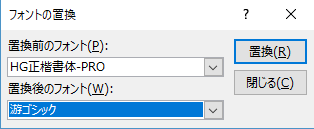 フォントの置換
? ×
置換前のフォント(P):
HG正楷書体-PRO
置換(R)
置換後のフォント(W):
游ゴシック
閉じる(C)